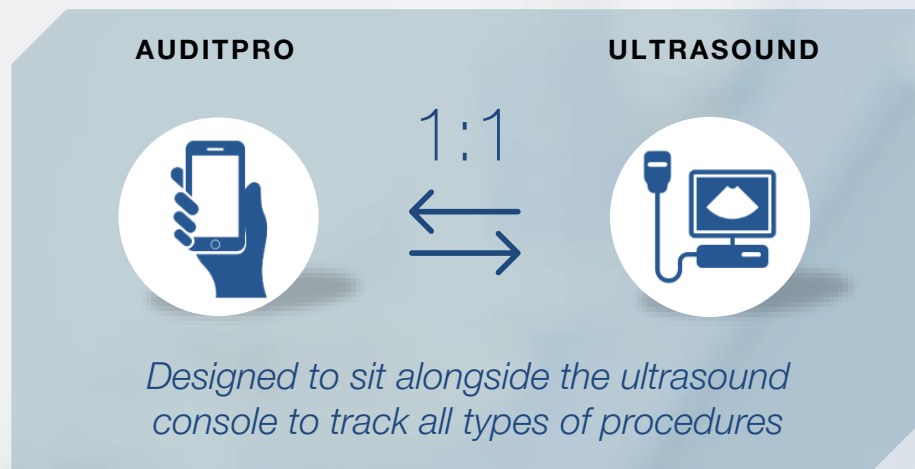 AUDITPRO
ULTRASOUND
1:1
Designed to sit alongside the ultrasound
console to track all types of procedures